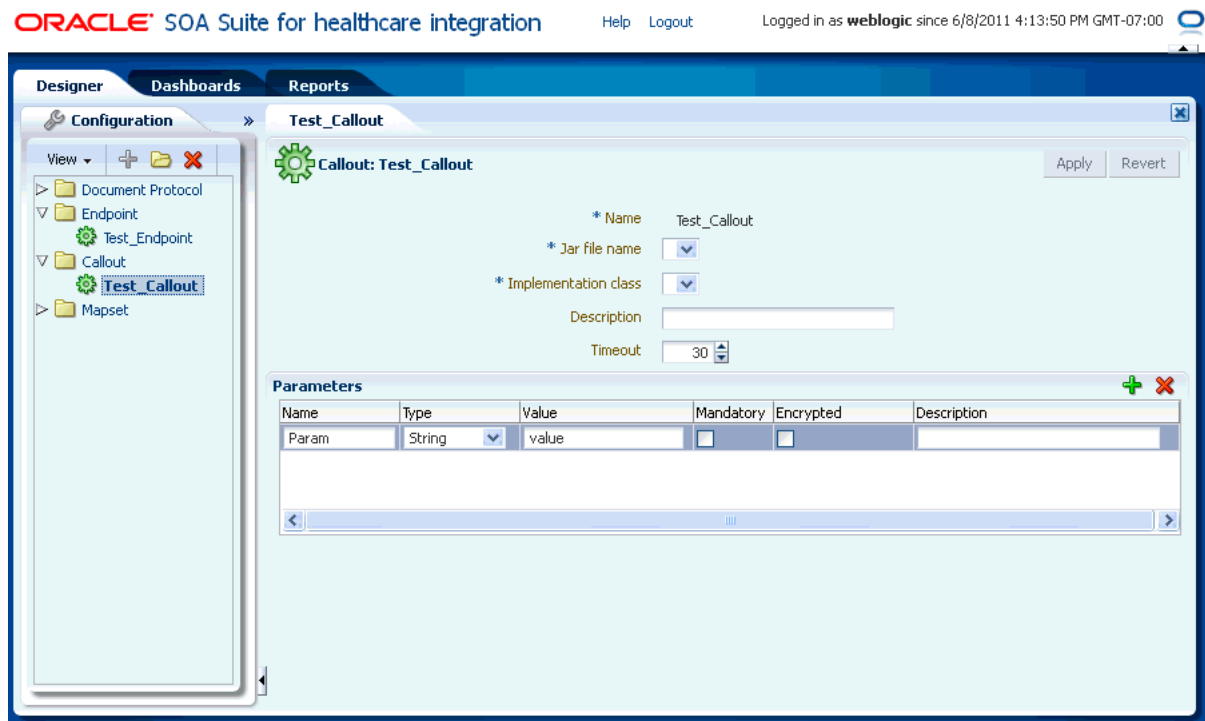 ORACLE SOA Suite for healthcare integration Help Logout Logged in as weblogic since 6/8/2011 4:13:50 PM GMT-07:00
Designer Dashboards Reports
Configuration » Test_Callout
View
Callout: Test_Callout Apply Revert
Document Protocol
Endpoint
Test_Endpoint
Callout
Test_Callout
Mapset
* Name Test_Callout
* Jar file name
* Implementation class
Description
Timeout 30
Parameters
Name Type Value Mandatory Encrypted Description
Param String value